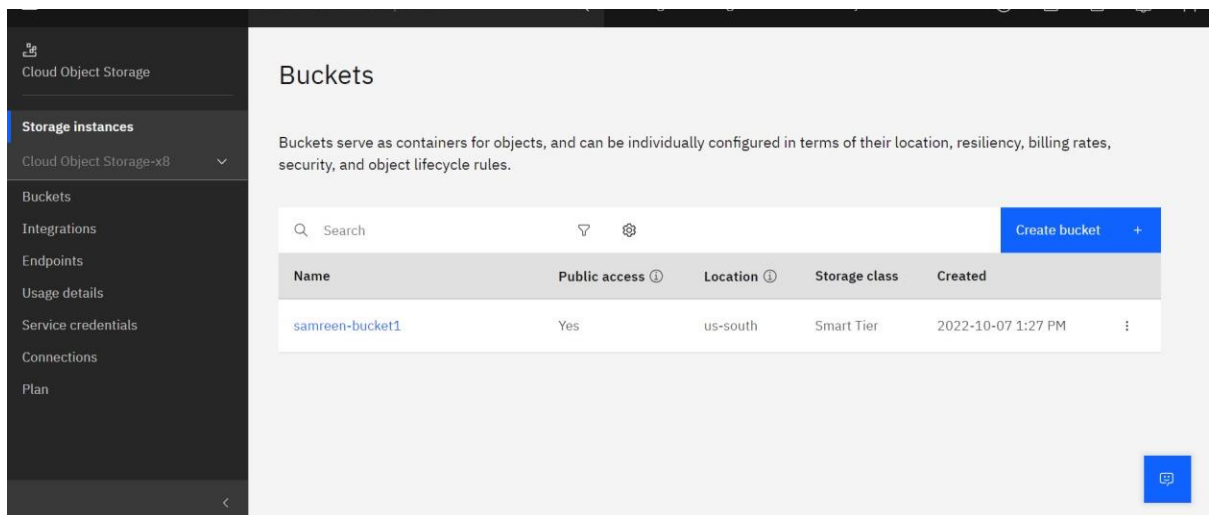 Cloud Object Storage
Storage instances
Cloud Object Storage-x8
Buckets
Integrations
Endpoints
Usage details
Service credentials
Connections
Plan
Buckets
Buckets serve as containers for objects, and can be individually configured in terms of their location, resiliency, billing rates,
security, and object lifecycle rules.
Search
Create bucket +
Name Public access Location Storage class Created
samreen-bucket1 Yes us-south Smart Tier 2022-10-07 1:27 PM